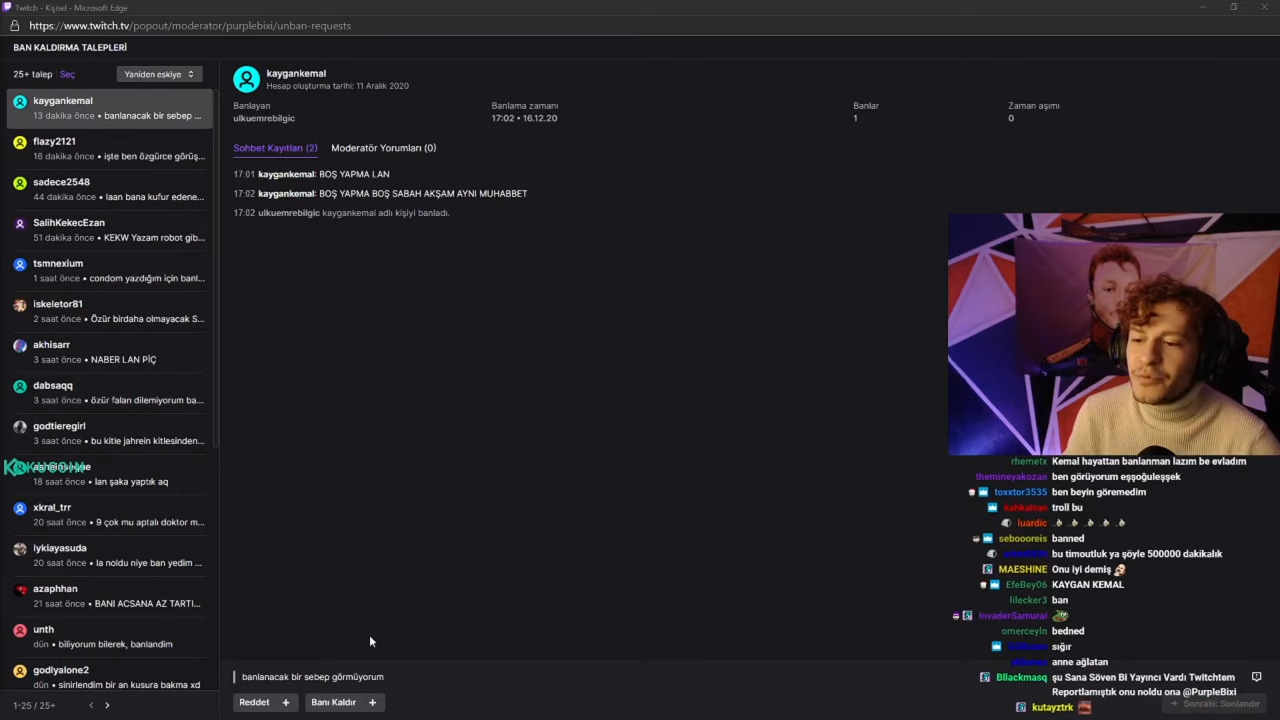 Twitch - Kişisel - Microsoft Edge
https://www.twitch.tv/popout/moderator/purplebixi/unban-requests
BAN KALDIRMA TALEPLERİ
25+ talep Seç Yeniden eskiye
kaygankemal
13 dakika önce • banlanacak bir sebep ...
flazy2121
16 dakika önce • işte ben özgürce görüş...
sadece2548
44 dakika önce • laan bana kufur edene...
SalihKekecEzan
51 dakika önce • KEKW Yazam robot gib...
tsmnexium
1 saat önce • condom yazdığım için banl...
iskeletor81
2 saat önce • Özür birdaha olmayacak S...
akhisarr
3 saat önce • NABER LAN PİÇ
dabsaqq
3 saat önce • özür falan dilemiyorum ba...
godtieregirl
3 saat önce • bu kitle jahrein kitlesinden...
18 saat önce • lan şaka yaptık aq
xkral_trr
20 saat önce • 9 çok mu aptalı doktor m...
lykiayasuda
20 saat önce • la noldu niye ban yedim ...
azaphhan
21 saat önce • BANI ACSANA AZ TARTI...
unth
dün • biliyorum bilerek, banlandim
godlyalone2
dün • sinirlendim bir an kusura bakma xd
1-25 / 25+
kaygankemal
Hesap oluşturma tarihi: 11 Aralık 2020
Banlayan Banlama zamanı Banlar Zaman aşımı
ulkuemrebilgic 17:02 • 16.12.20 1 0
Sohbet Kayıtları (2) Moderatör Yorumları (0)
17:01 kaygankemal: BOŞ YAPMA LAN
17:02 kaygankemal: BOŞ YAPMA BOŞ SABAH AKŞAM AYNI MUHABBET
17:02 ulkuemrebilgic kaygankemal adlı kişiyi banladı.
banlanacak bir sebep görmüyorum
Reddet + Banı Kaldır +
rhemetx Kemal hayattan banlanman lazım be evladım
themineyakozan ben görüyorum eşşoğuleşşek
toxxtor3535 ben beyin göremedim
kahkatran troll bu
luardic
seboooreis banned
bu timoutluk ya şöyle 500000 dakikalık
MAESHINE Onu iyi demiş
EfeBey06 KAYGAN KEMAL
lilecker3 ban
InvaderSamurai
omerceyln bedned
sığır
anne ağlatan
Bllackmasq şu Sana Söven BI Yayıncı Vardı Twitchtem
Reportlamıştık onu noldu ona @PurpleBixi
kutayztrk
Sonraki: Sonlandır